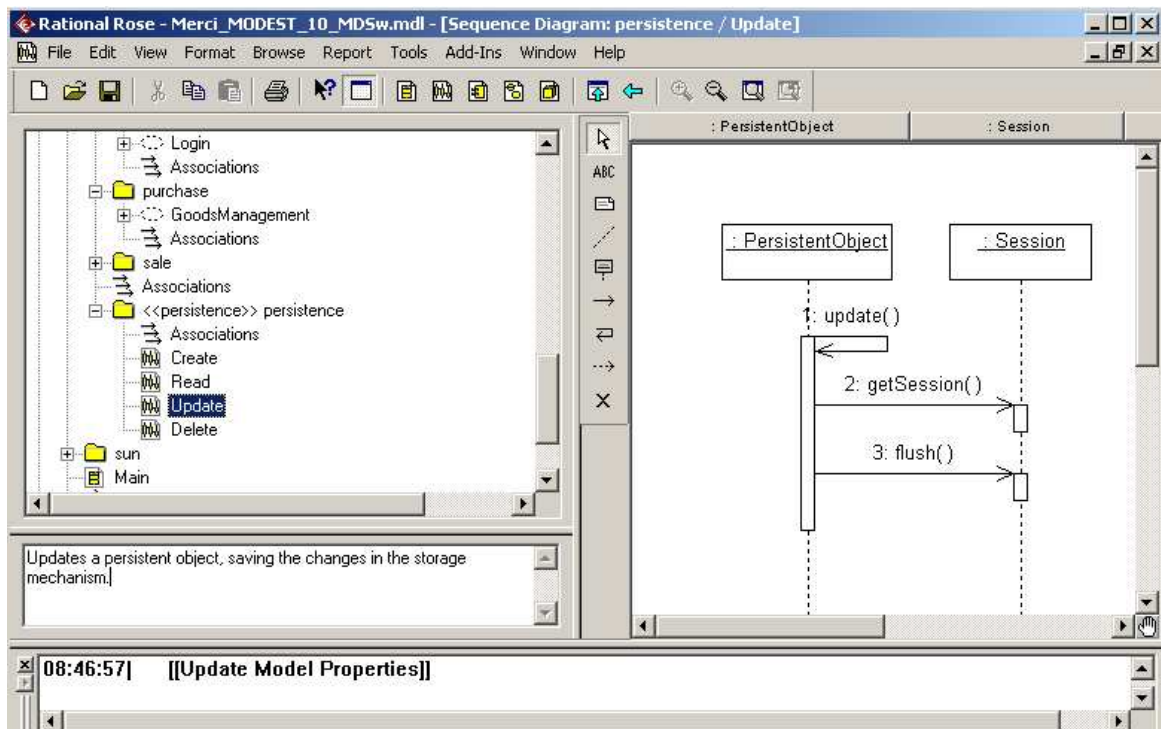 Rational Rose - Merci_MODEST_10_MDSw.mdl - [Sequence Diagram: persistence / Update]
File Edit View Format Browse Report Tools Add-Ins Window Help
Login
Associations
purchase
GoodsManagement
Associations
sale
Associations
<<persistence>> persistence
Associations
Create
Read
Update
Delete
sun
Main
Updates a persistent object, saving the changes in the storage
mechanism.
ABC
: PersistentObject : Session
: PersistentObject : Session
1: update( )
2: getSession( )
3: flush( )
08:46:57| [[Update Model Properties]]